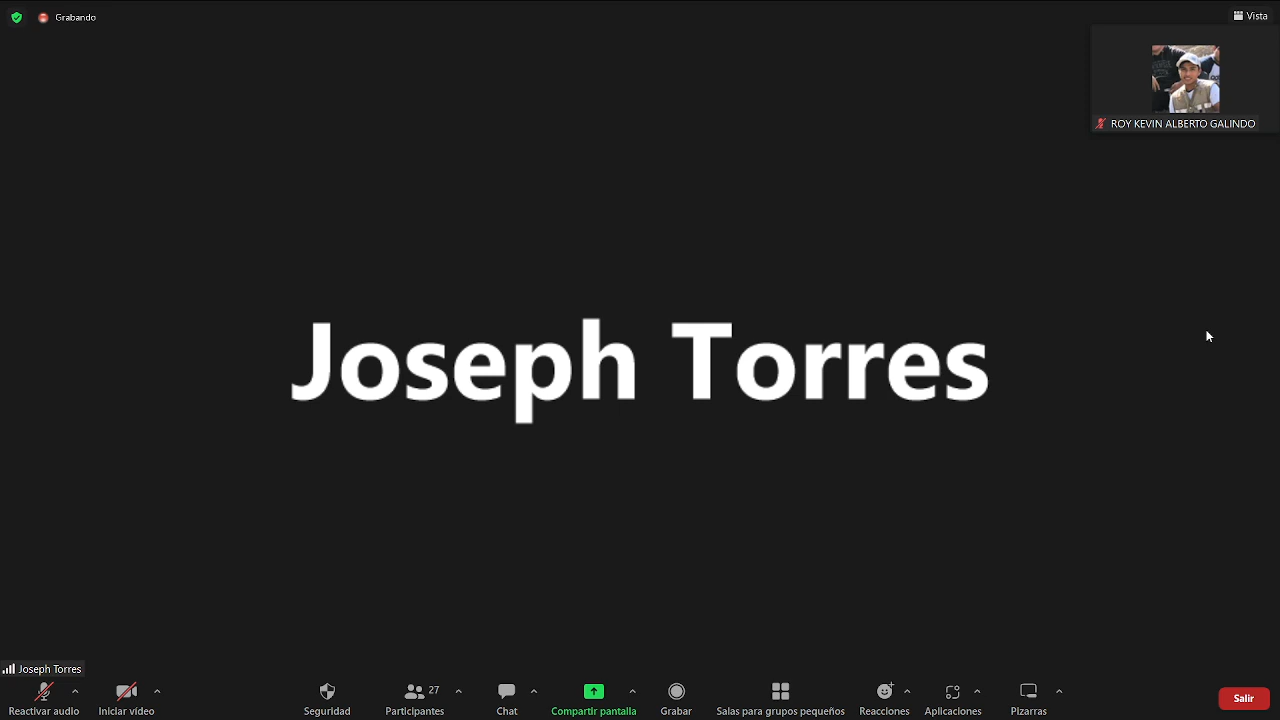 Grabando
Vista
ROY KEVIN ALBERTO GALINDO
Joseph Torres
Joseph Torres
Reactivar audio
Iniciar vídeo
Seguridad
27
Participantes
Chat
Compartir pantalla
Grabar
Salas para grupos pequeños
Reacciones
Aplicaciones
Pizarras
Salir